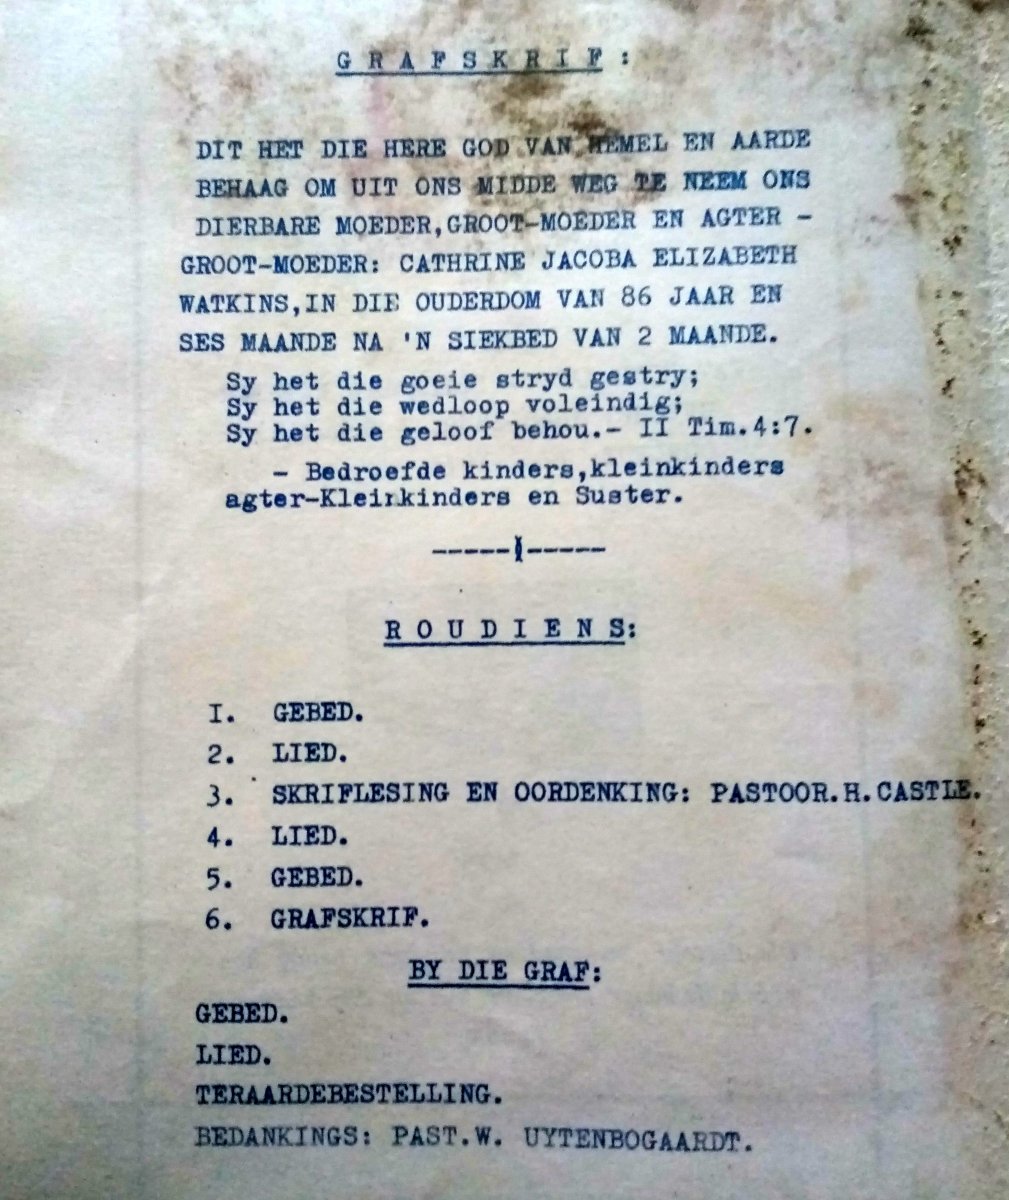 G R A F S K R I F :
DIT HET DIE HERE GOD VAN HEMEL EN AARDE
BEHAAG OM UIT ONS MIDDE WEG TE NEEM ONS
DIERBARE MOEDER,GROOT-MOEDER EN AGTER -
GROOT-MOEDER: CATHRINE JACOBA ELIZABETH
WATKINS,IN DIE OUDERDOM VAN 86 JAAR EN
SES MAANDE NA 'N SIEKBED VAN 2 MAANDE.
Sy het die goeie stryd gestry;
Sy het die wedloop voleindig;
Sy het die geloof behou.- II Tim.4:7.
- Bedroefde kinders,kleinkinders
agter-Kleinkinders en Suster.
R O U D I E N S:
I. GEBED.
2. LIED.
3. SKRIFLESING EN OORDENKING: PASTOOR.H.CASTLE.
4. LIED.
5. GEBED.
6. GRAFSKRIF.
BY DIE GRAF:
GEBED.
LIED.
TERAARDEBESTELLING.
BEDANKINGS: PAST.W. UYTENBOGAARDT.